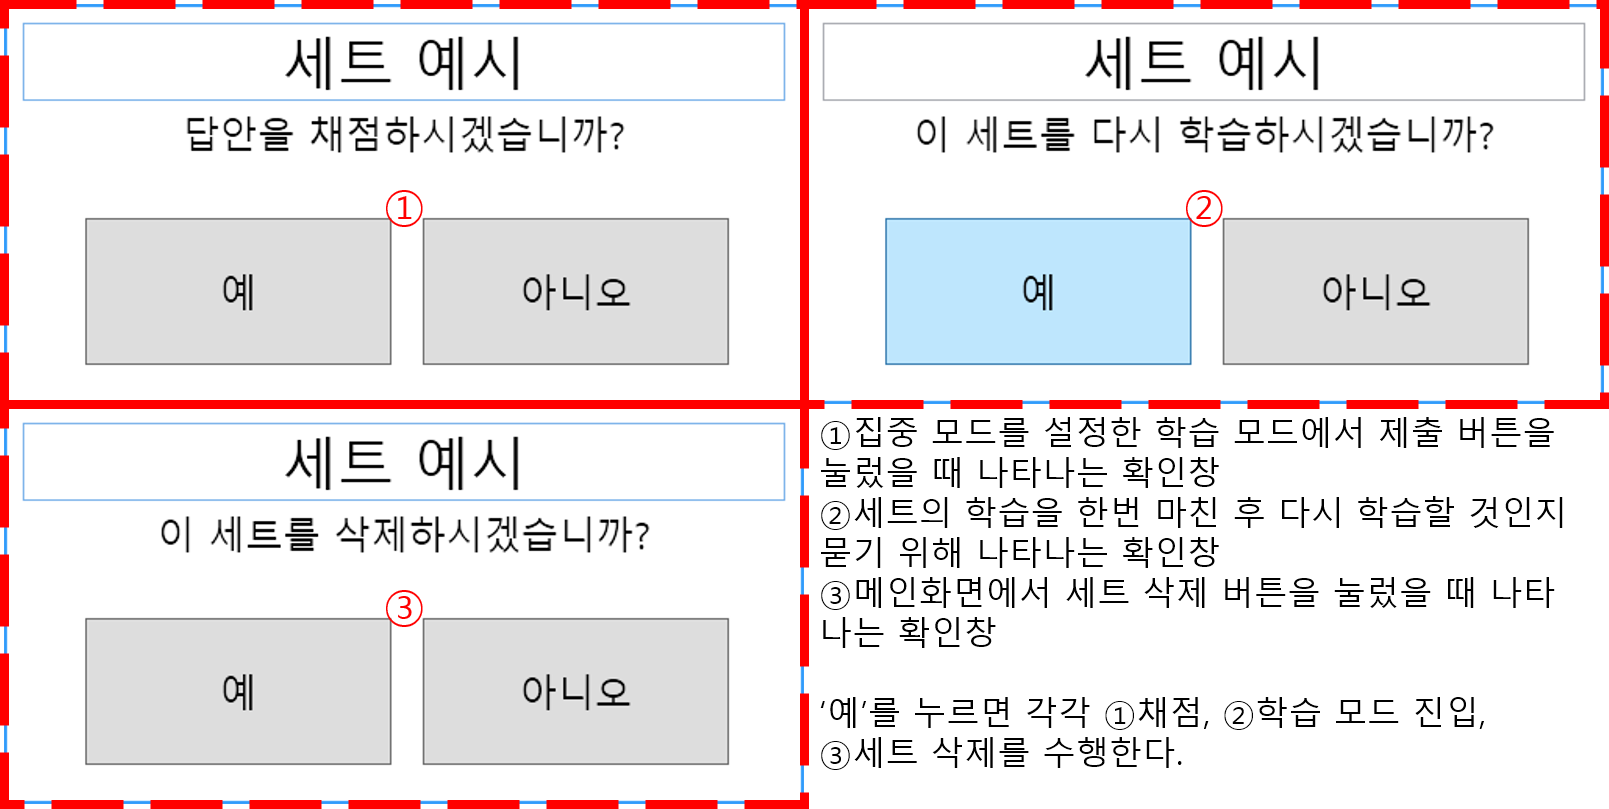 세트 예시
답안을 채점하시겠습니까?
①
예
아니오
세트 예시
이 세트를 다시 학습하시겠습니까?
②
예
아니오
세트 예시
이 세트를 삭제하시겠습니까?
③
예
아니오
①집중 모드를 설정한 학습 모드에서 제출 버튼을
눌렀을 때 나타나는 확인창
②세트의 학습을 한번 마친 후 다시 학습할 것인지
묻기 위해 나타나는 확인창
③메인화면에서 세트 삭제 버튼을 눌렀을 때 나타
나는 확인창
‘예’를 누르면 각각 ①채점, ②학습 모드 진입,
③세트 삭제를 수행한다.